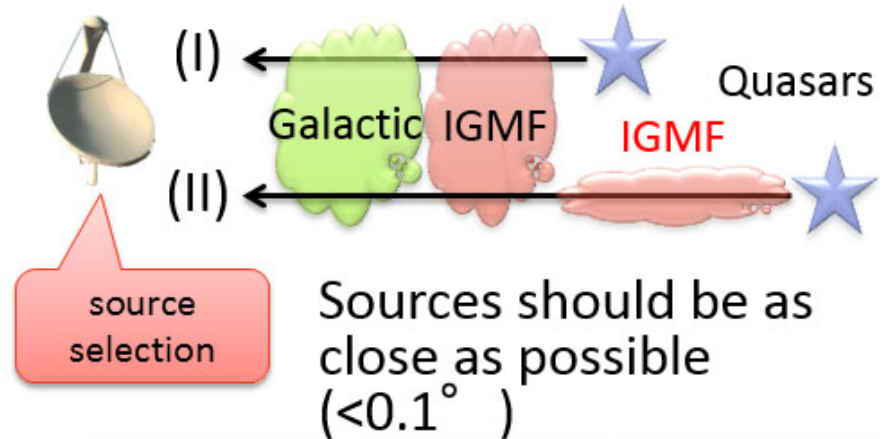 (I)
Galactic IGMF
Quasars
IGMF
(II)
source
selection
Sources should be as
close as possible
(<0.1° )